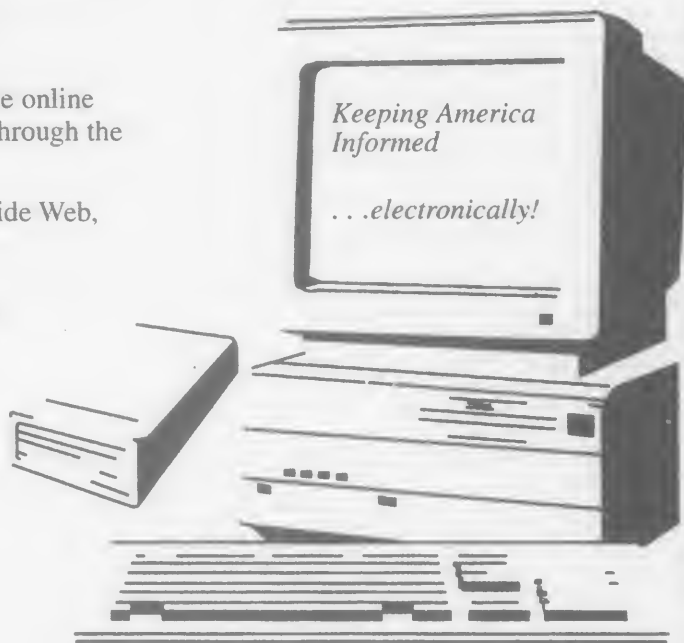 e online
hrough the
ide Web,
Keeping America
Informed
. . .electronically!